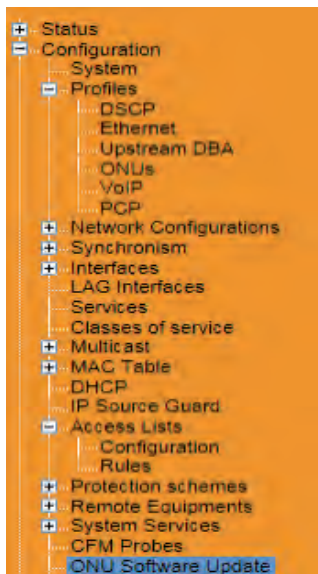 Status
Configuration
System
Profiles
DSCP
Ethernet
Upstream DBA
ONUs
VoIP
PCP
Network Configurations
Synchronism
Interfaces
LAG Interfaces
Services
Classes of service
Multicast
MAC Table
DHCP
IP Source Guard
Access Lists
Configuration
Rules
Protection schemes
Remote Equipments
System Services
CFM Probes
ONU Software Update